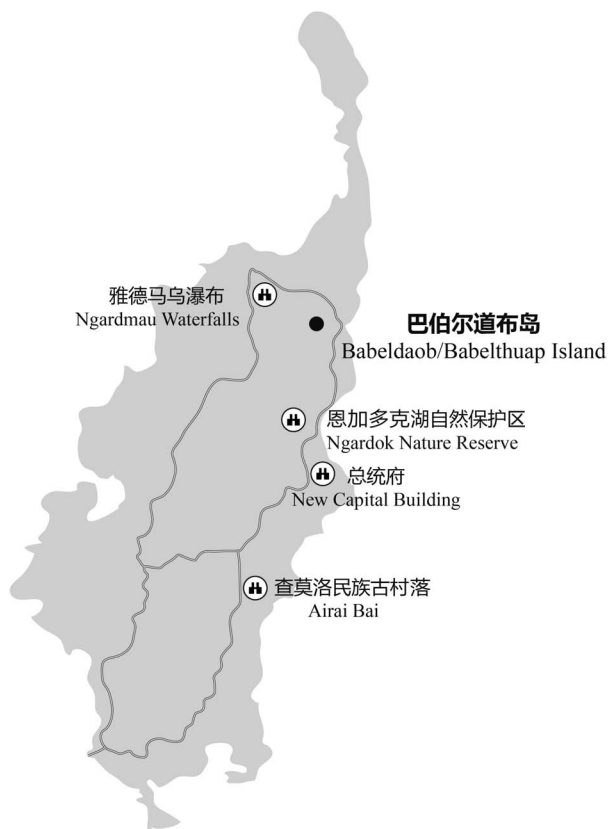 雅德马乌瀑布
Ngardmau Waterfalls
巴伯尔道布岛
Babeldaob/Babelthuap Island
恩加多克湖自然保护区
Ngardok Nature Reserve
总统府
New Capital Building
查莫洛民族古村落
Airai Bai